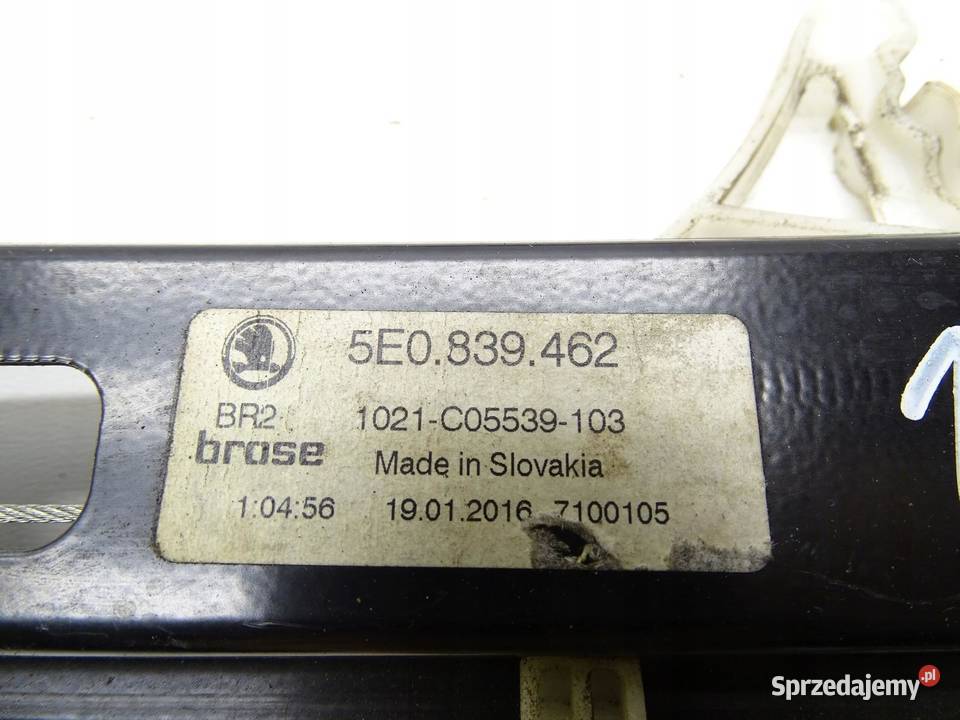 5E0.839.462
BR2 1021-C05539-103
brose Made in Slovakia
1:04:56 19.01.2016 7100105
1
Sprzedajemy.pl